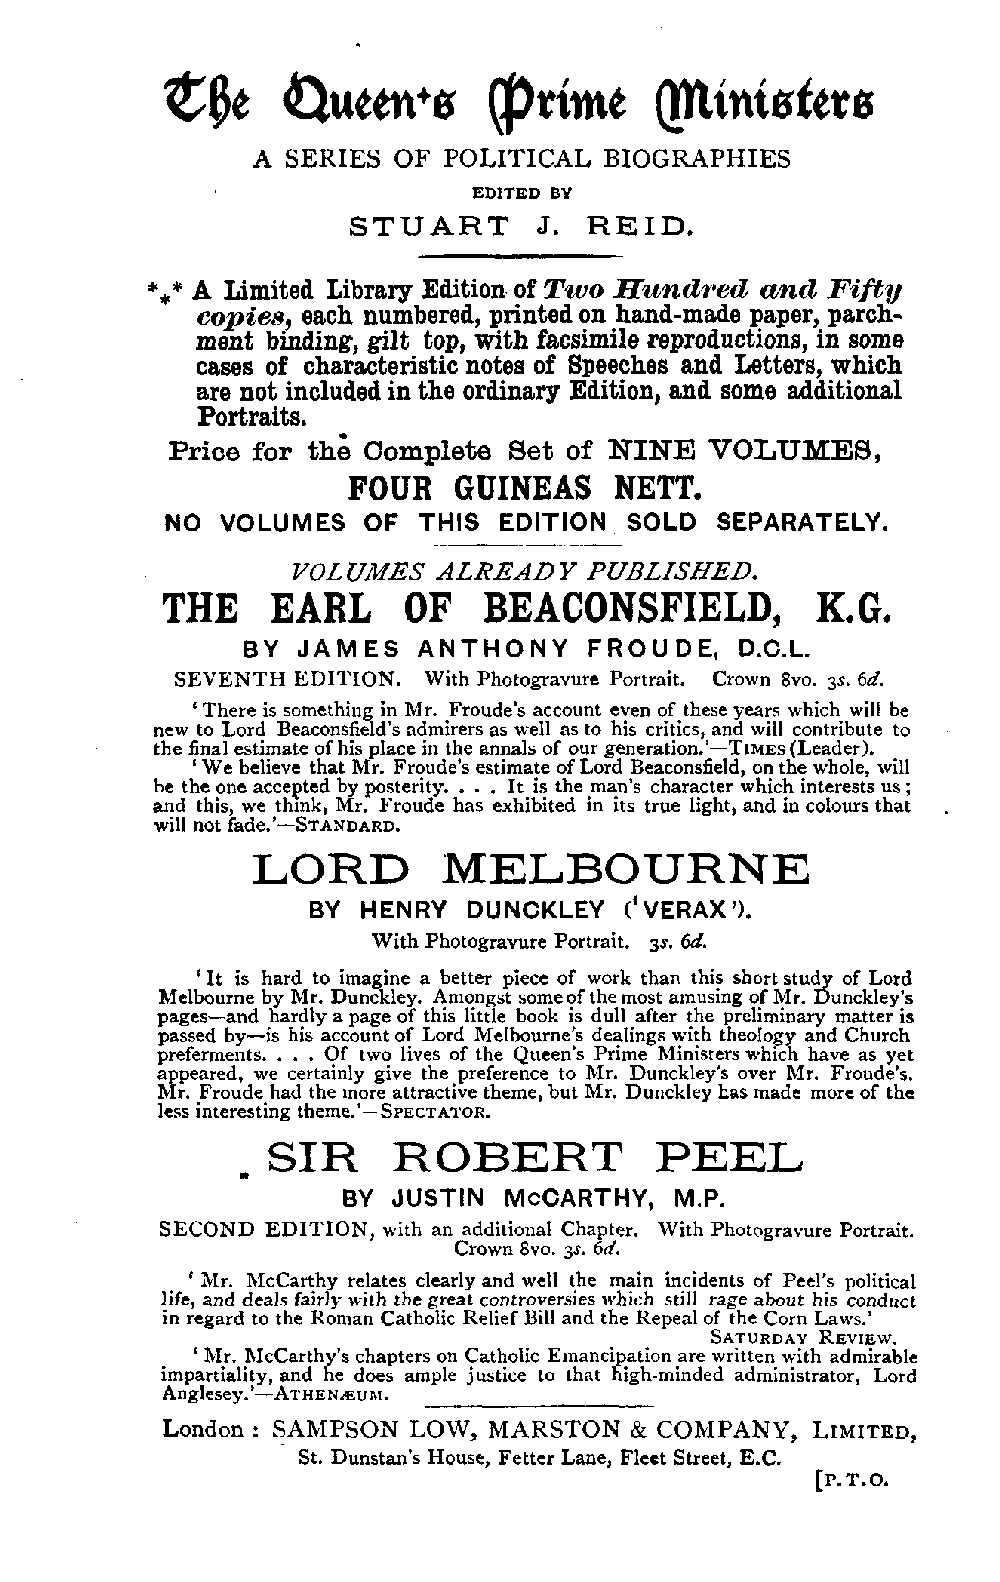 The Queen's Prime Ministers
A SERIES OF POLITICAL BIOGRAPHIES
EDITED BY
STUART J. REID.
*** A Limited Library Edition of Two Hundred and Fifty
copies, each numbered, printed on hand-made paper, parch-
ment binding, gilt top, with facsimile reproductions, in some
cases of characteristic notes of Speeches and Letters, which
are not included in the ordinary Edition, and some additional
Portraits.
Price for the Complete Set of NINE VOLUMES,
FOUR GUINEAS NETT.
NO VOLUMES OF THIS EDITION SOLD SEPARATELY.
VOLUMES ALREADY PUBLISHED.
THE EARL OF BEACONSFIELD, K.G.
BY JAMES ANTHONY FROUDE, D.C.L.
SEVENTH EDITION. With Photogravure Portrait. Crown 8vo. 3s. 6d.
'There is something in Mr. Froude's account even of these years which will be
new to Lord Beaconsfield's admirers as well as to his critics, and will contribute to
the final estimate of his place in the annals of our generation.'—TIMES (Leader).
'We believe that Mr. Froude's estimate of Lord Beaconsfield, on the whole, will
be the one accepted by posterity. . . . It is the man's character which interests us;
and this, we think, Mr. Froude has exhibited in its true light, and in colours that
will not fade.'—STANDARD.
LORD MELBOURNE
BY HENRY DUNCKLEY ('VERAX').
With Photogravure Portrait. 3s. 6d.
'It is hard to imagine a better piece of work than this short study of Lord
Melbourne by Mr. Dunckley. Amongst some of the most amusing of Mr. Dunckley's
pages—and hardly a page of this little book is dull after the preliminary matter is
passed by—is his account of Lord Melbourne's dealings with theology and Church
preferments. . . . Of two lives of the Queen's Prime Ministers which have as yet
appeared, we certainly give the preference to Mr. Dunckley's over Mr. Froude's.
Mr. Froude had the more attractive theme, but Mr. Dunckley has made more of the
less interesting theme.'—SPECTATOR.
SIR ROBERT PEEL
BY JUSTIN McCARTHY, M.P.
SECOND EDITION, with an additional Chapter. With Photogravure Portrait.
Crown 8vo. 3s. 6d.
'Mr. McCarthy relates clearly and well the main incidents of Peel's political
life, and deals fairly with the great controversies which still rage about his conduct
in regard to the Roman Catholic Relief Bill and the Repeal of the Corn Laws.'
SATURDAY REVIEW.
'Mr. McCarthy's chapters on Catholic Emancipation are written with admirable
impartiality, and he does ample justice to that high-minded administrator, Lord
Anglesey.'—ATHENÆUM.
London: SAMPSON LOW, MARSTON & COMPANY, LIMITED,
St. Dunstan's House, Fetter Lane, Fleet Street, E.C.
[P.T.O.